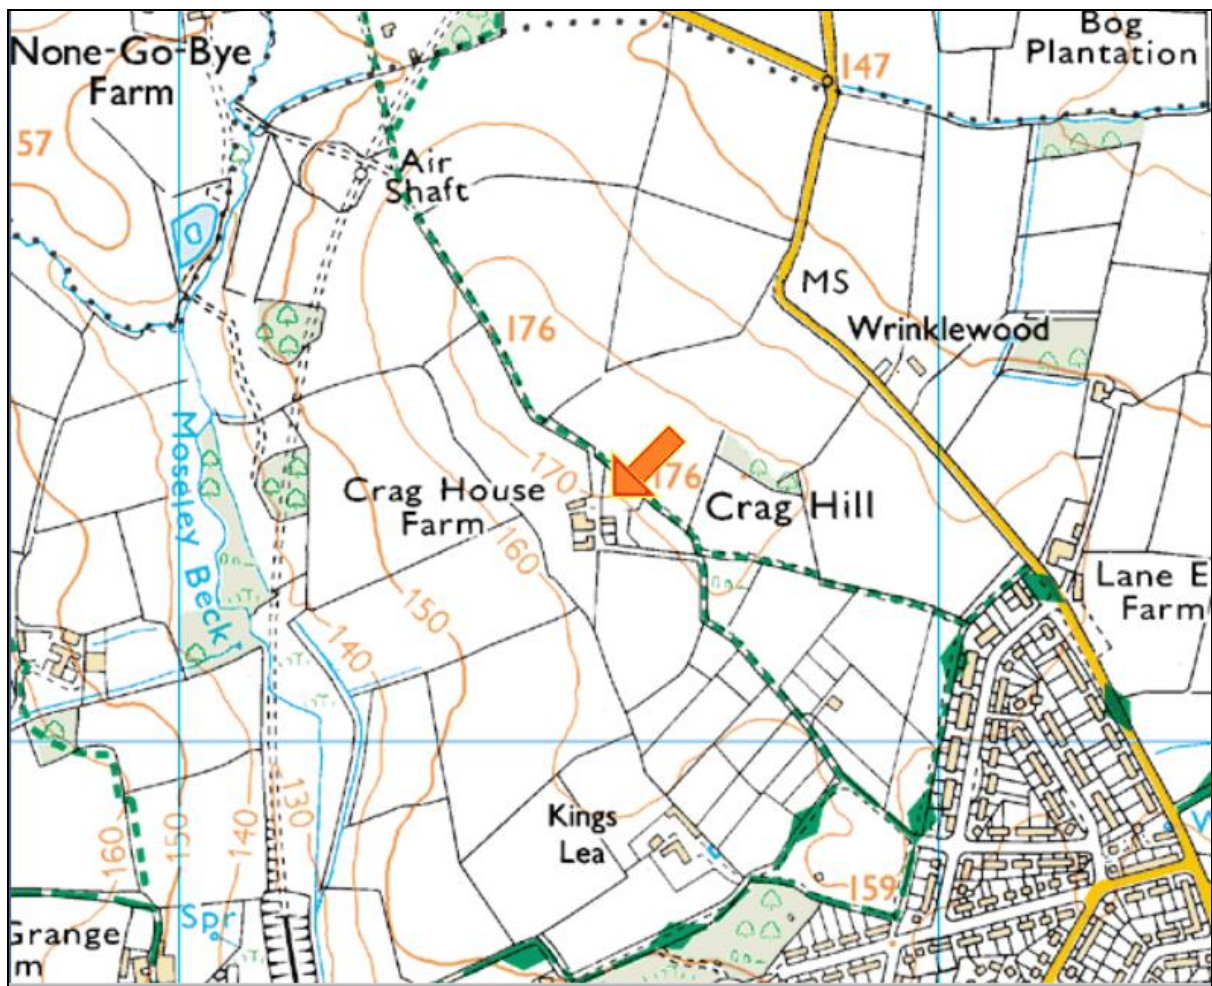 None-Go-Bye
Farm
Bog
Plantation
147
57
Air
Shaft
MS
176
Wrinklewood
Moseley Beck
170
176
Crag House
Farm
Crag Hill
160
Lane E
Farm
150
140
Kings
Lea
130
140
150
160
159
Spr
Grange
m
W